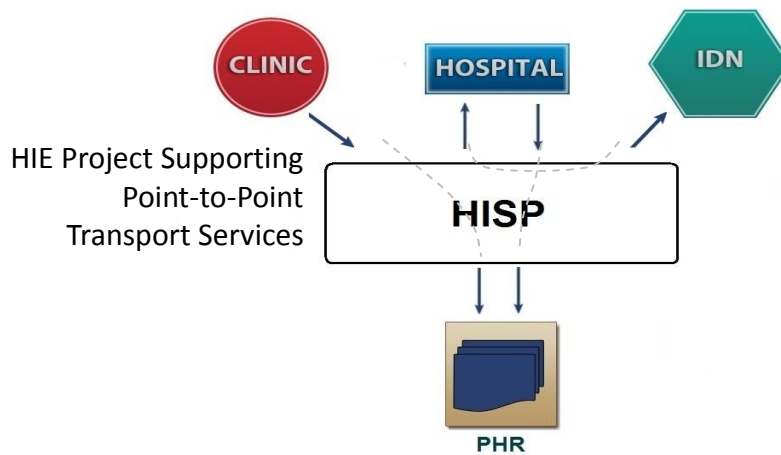 CLINIC
HOSPITAL
IDN
HIE Project Supporting
Point-to-Point
Transport Services
HISP
PHR